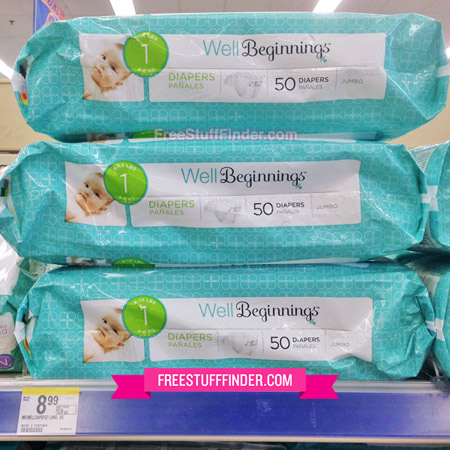 1
Well Beginnings
DIAPERS
PAÑALES
50 DIAPERS
PAÑALES
JUMBO
FreeStuffFinder.com
1
Well Beginnings
DIAPERS
PAÑALES
50 DIAPERS
PAÑALES
JUMBO
1
Well Beginnings
DIAPERS
PAÑALES
50 DIAPERS
PAÑALES
JUMBO
FREESTUFFFINDER.COM
8 99